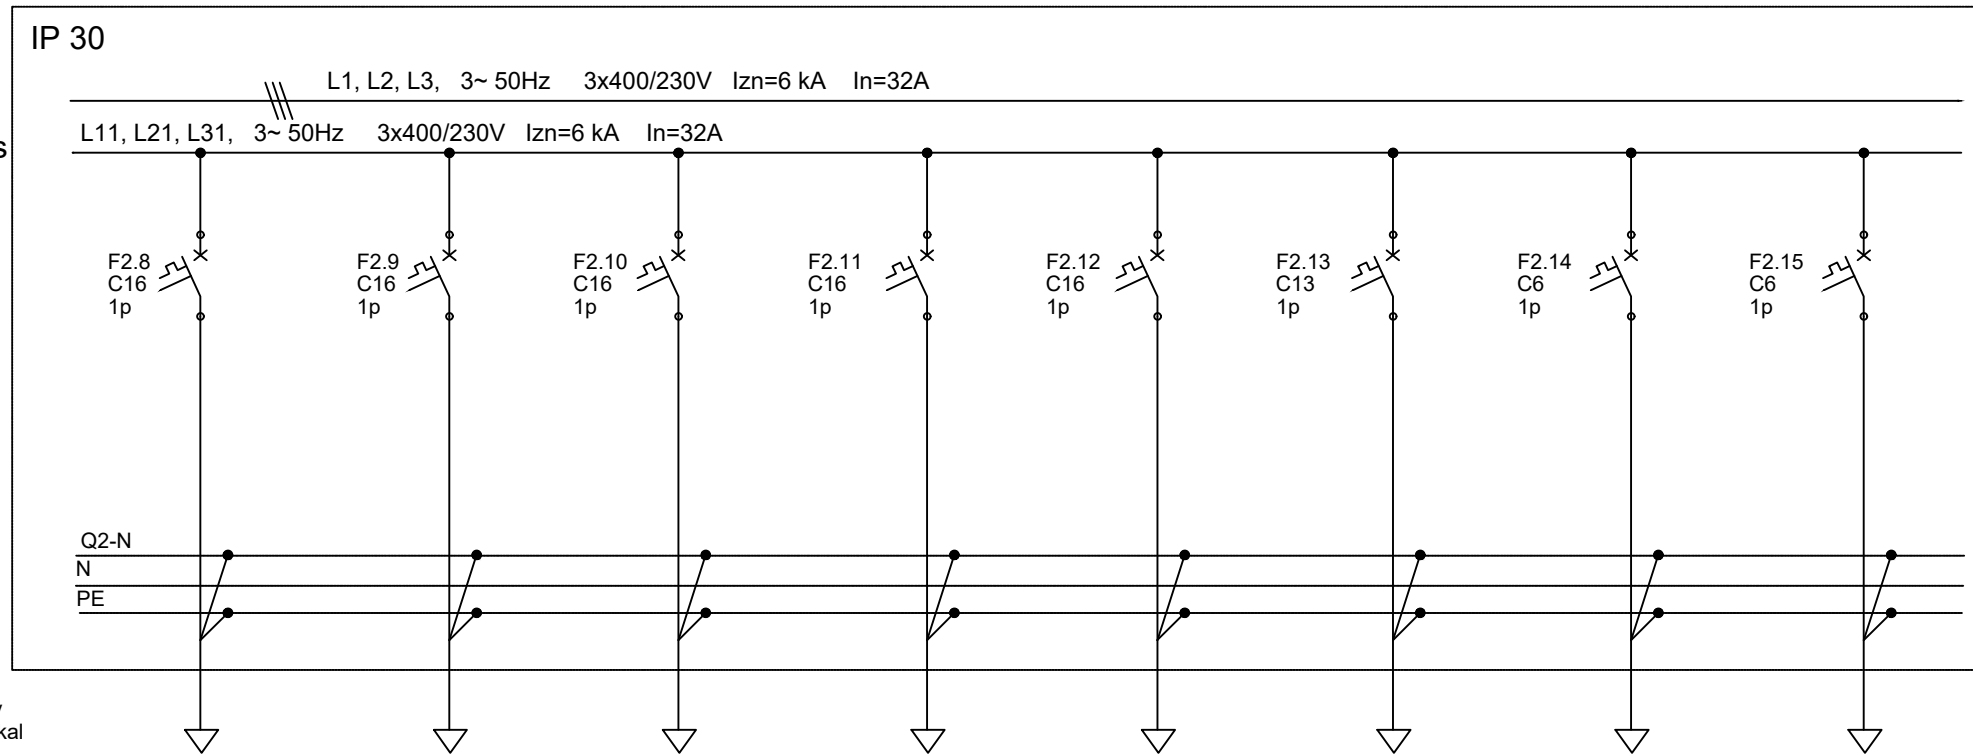 IP 30
L1, L2, L3, 3~ 50Hz 3x400/230V Izn=6 kA In=32A
L11, L21, L31, 3~ 50Hz 3x400/230V Izn=6 kA In=32A
F2.8
C16
1p
F2.9
C16
1p
F2.10
C16
1p
F2.11
C16
1p
F2.12
C16
1p
F2.13
C13
1p
F2.14
C6
1p
F2.15
C6
1p
Q2-N
N
PE